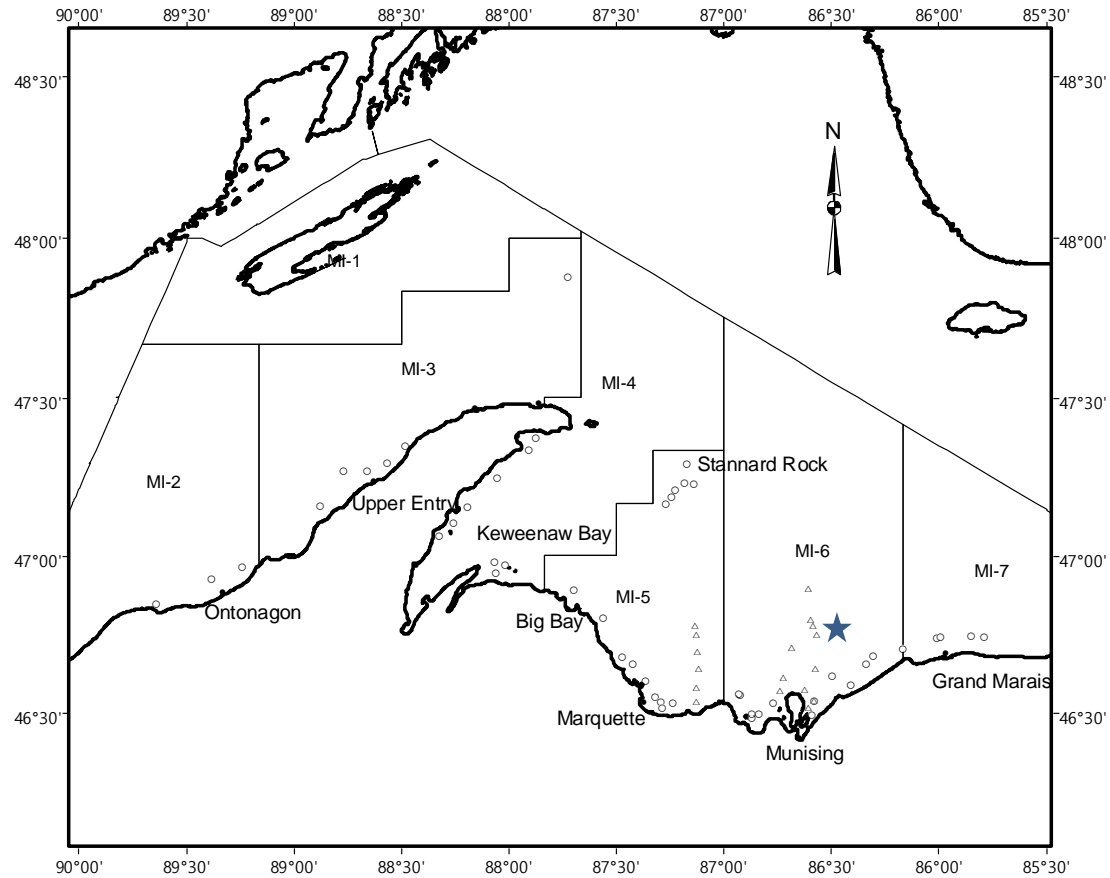 90°00' 89°30' 89°00' 88°30' 88°00' 87°30' 87°00' 86°30' 86°00' 85°30'
48°30' 48°30'
N
48°00' 48°00'
MI-1
MI-3
MI-4
47°30' 47°30'
Stannard Rock
MI-2
Upper Entry
Keweenaw Bay
MI-6
47°00' 47°00'
MI-7
MI-5
Ontonagon
Big Bay
Grand Marais
46°30' 46°30'
Marquette
Munising
90°00' 89°30' 89°00' 88°30' 88°00' 87°30' 87°00' 86°30' 86°00' 85°30'